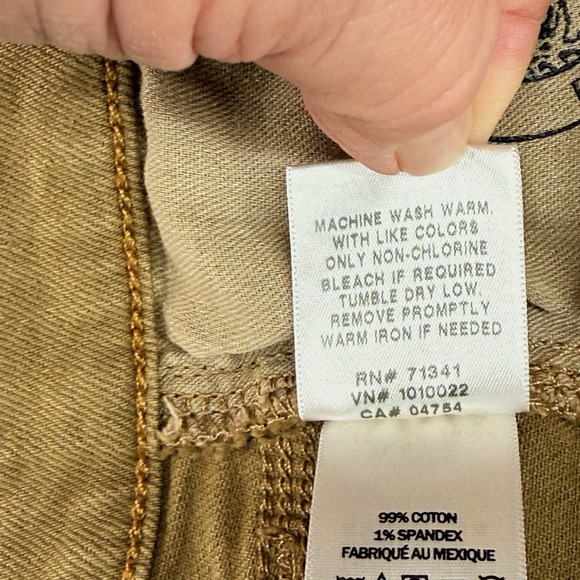 MACHINE WASH WARM.
WITH LIKE COLORS
ONLY NON-CHLORINE
BLEACH IF REQUIRED
TUMBLE DRY LOW.
REMOVE PROMPTLY
WARM IRON IF NEEDED
RN# 71341
VN# 1010022
CA# 04754
99% COTON
1% SPANDEX
FABRIQUÉ AU MEXIQUE